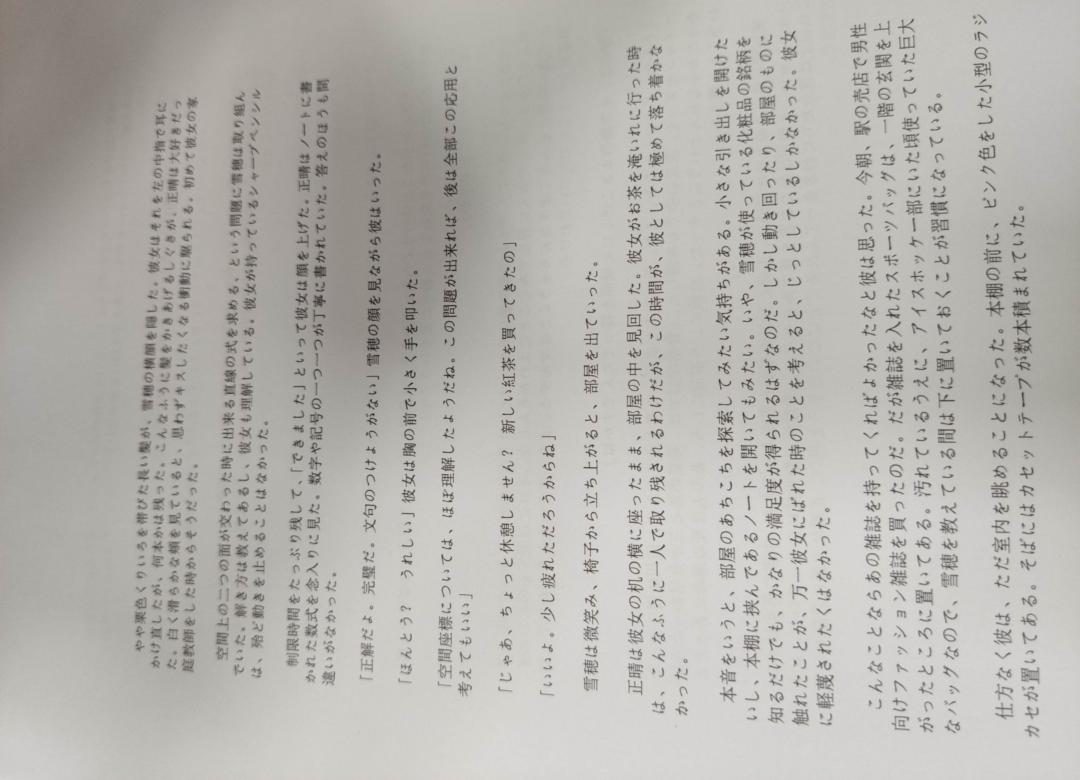 やや栗色くりいろを帯びた長い髪が、雪穂の横顔を隠した。彼女はそれを左の中指で耳に
かけ直したが、何本かは残った。こんなふうに髪をかきあげるしぐさが、正晴は大好きだっ
た。白く滑らかな頬を見ていると、思わずキスしたくなる衝動に駆られる。初めて彼女の家
庭教師をした時からそうだった。
空間上の二つの面が交わった時に出来る直線の式を求める、という問題に雪穂は取り組ん
でいた。解き方は教えてあるし、彼女も理解している。彼女が持っているシャープペンシル
は、殆ど動きを止めることはなかった。
制限時間をたっぷり残して、「できました」といって彼女は顔を上げた。正晴はノートに書
かれた数式を念入りに見た。数字や記号の一つ一つが丁寧に書かれていた。答えのほうも間
違いがなかった。
「正解だよ。完璧だ。文句のつけようがない」雪穂の顔を見ながら彼はいった。
「ほんとう？　うれしい」彼女は胸の前で小さく手を叩いた。
「空間座標については、ほぼ理解したようだね。この問題が出来れば、後は全部この応用と
考えてもいい」
「じゃあ、ちょっと休憩しません？　新しい紅茶を買ってきたの」
「いいよ。少し疲れただろうからね」
雪穂は微笑み、椅子から立ち上がると、部屋を出ていった。
正晴は彼女の机の横に座ったまま、部屋の中を見回した。彼女がお茶を淹いれに行った時
は、こんなふうに一人で取り残されるわけだが、この時間が、彼としては極めて落ち着かな
かった。
本音をいうと、部屋のあちこちを探索してみたい気持ちがある。小さな引き出しを開けた
いし、本棚に挟んであるノートを開いてもみたい。いや、雪穂が使っている化粧品の銘柄を
知るだけでも、かなりの満足度が得られるはずなのだ。しかし動き回ったり、部屋のものに
触れたことが、万一彼女にばれた時のことを考えると、じっとしているしかなかった。彼女
に軽蔑されたくはなかった。
こんなことならあの雑誌を持ってくればよかったなと彼は思った。今朝、駅の売店で男性
向けファッション雑誌を買ったのだ。だが雑誌を入れたスポーツバッグは、一階の玄関を上
がったところに置いてある。汚れているうえに、アイスホッケー部にいた頃使っていた巨大
なバッグなので、雪穂を教えている間は下に置いておくことが習慣になっている。
仕方なく彼は、ただ室内を眺めることになった。本棚の前に、ピンク色をした小型のラジ
カセが置いてある。そばにはカセットテープが数本積まれていた。